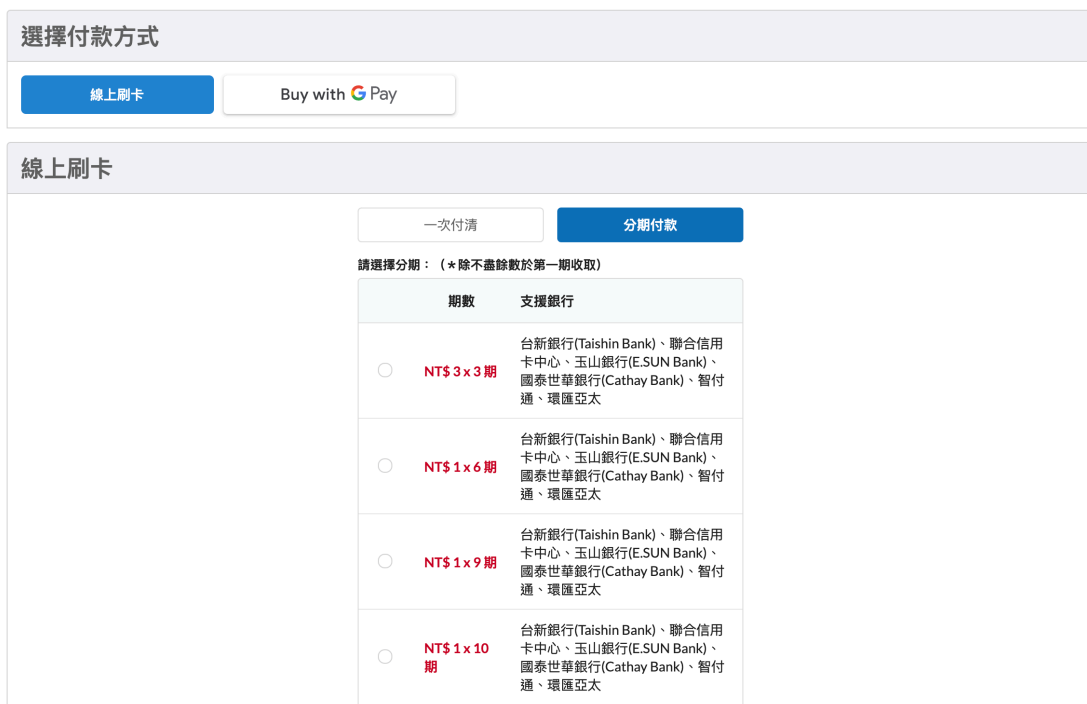 選擇付款方式
線上刷卡
Buy with G Pay
線上刷卡
一次付清
分期付款
請選擇分期：（＊除不盡餘數於第一期收取）
期數
支援銀行
NT$ 3 x 3 期
台新銀行(Taishin Bank)、聯合信用
卡中心、玉山銀行(E.SUN Bank)、
國泰世華銀行(Cathay Bank)、智付
通、環匯亞太
NT$ 1 x 6 期
台新銀行(Taishin Bank)、聯合信用
卡中心、玉山銀行(E.SUN Bank)、
國泰世華銀行(Cathay Bank)、智付
通、環匯亞太
NT$ 1 x 9 期
台新銀行(Taishin Bank)、聯合信用
卡中心、玉山銀行(E.SUN Bank)、
國泰世華銀行(Cathay Bank)、智付
通、環匯亞太
NT$ 1 x 10
期
台新銀行(Taishin Bank)、聯合信用
卡中心、玉山銀行(E.SUN Bank)、
國泰世華銀行(Cathay Bank)、智付
通、環匯亞太